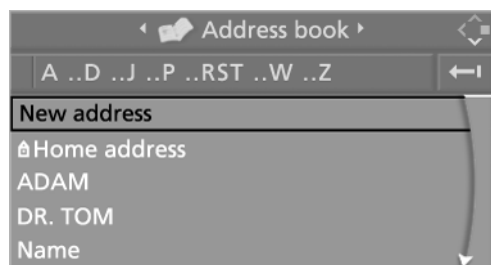 Address book
A ..D ..J ..P ..RST ..W ..Z
New address
Home address
ADAM
DR. TOM
Name